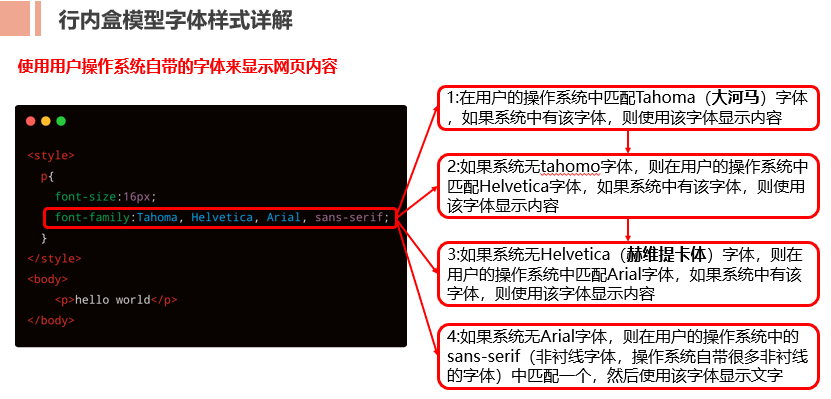 行内盒模型字体样式详解
使用用户操作系统自带的字体来显示网页内容
<style>
p{
font-size:16px;
font-family:Tahoma, Helvetica, Arial, sans-serif;
}
</style>
<body>
<p>hello world</p>
</body>
1:在用户的操作系统中匹配Tahoma（大河马）字体
，如果系统中有该字体，则使用该字体显示内容
2:如果系统无tahomo字体，则在用户的操作系统中
匹配Helvetica字体，如果系统中有该字体，则使用
该字体显示内容
3:如果系统无Helvetica（赫维提卡体）字体，则在
用户的操作系统中匹配Arial字体，如果系统中有该
字体，则使用该字体显示内容
4:如果系统无Arial字体，则在用户的操作系统中的
sans-serif（非衬线字体，操作系统自带很多非衬线
的字体）中匹配一个，然后使用该字体显示文字